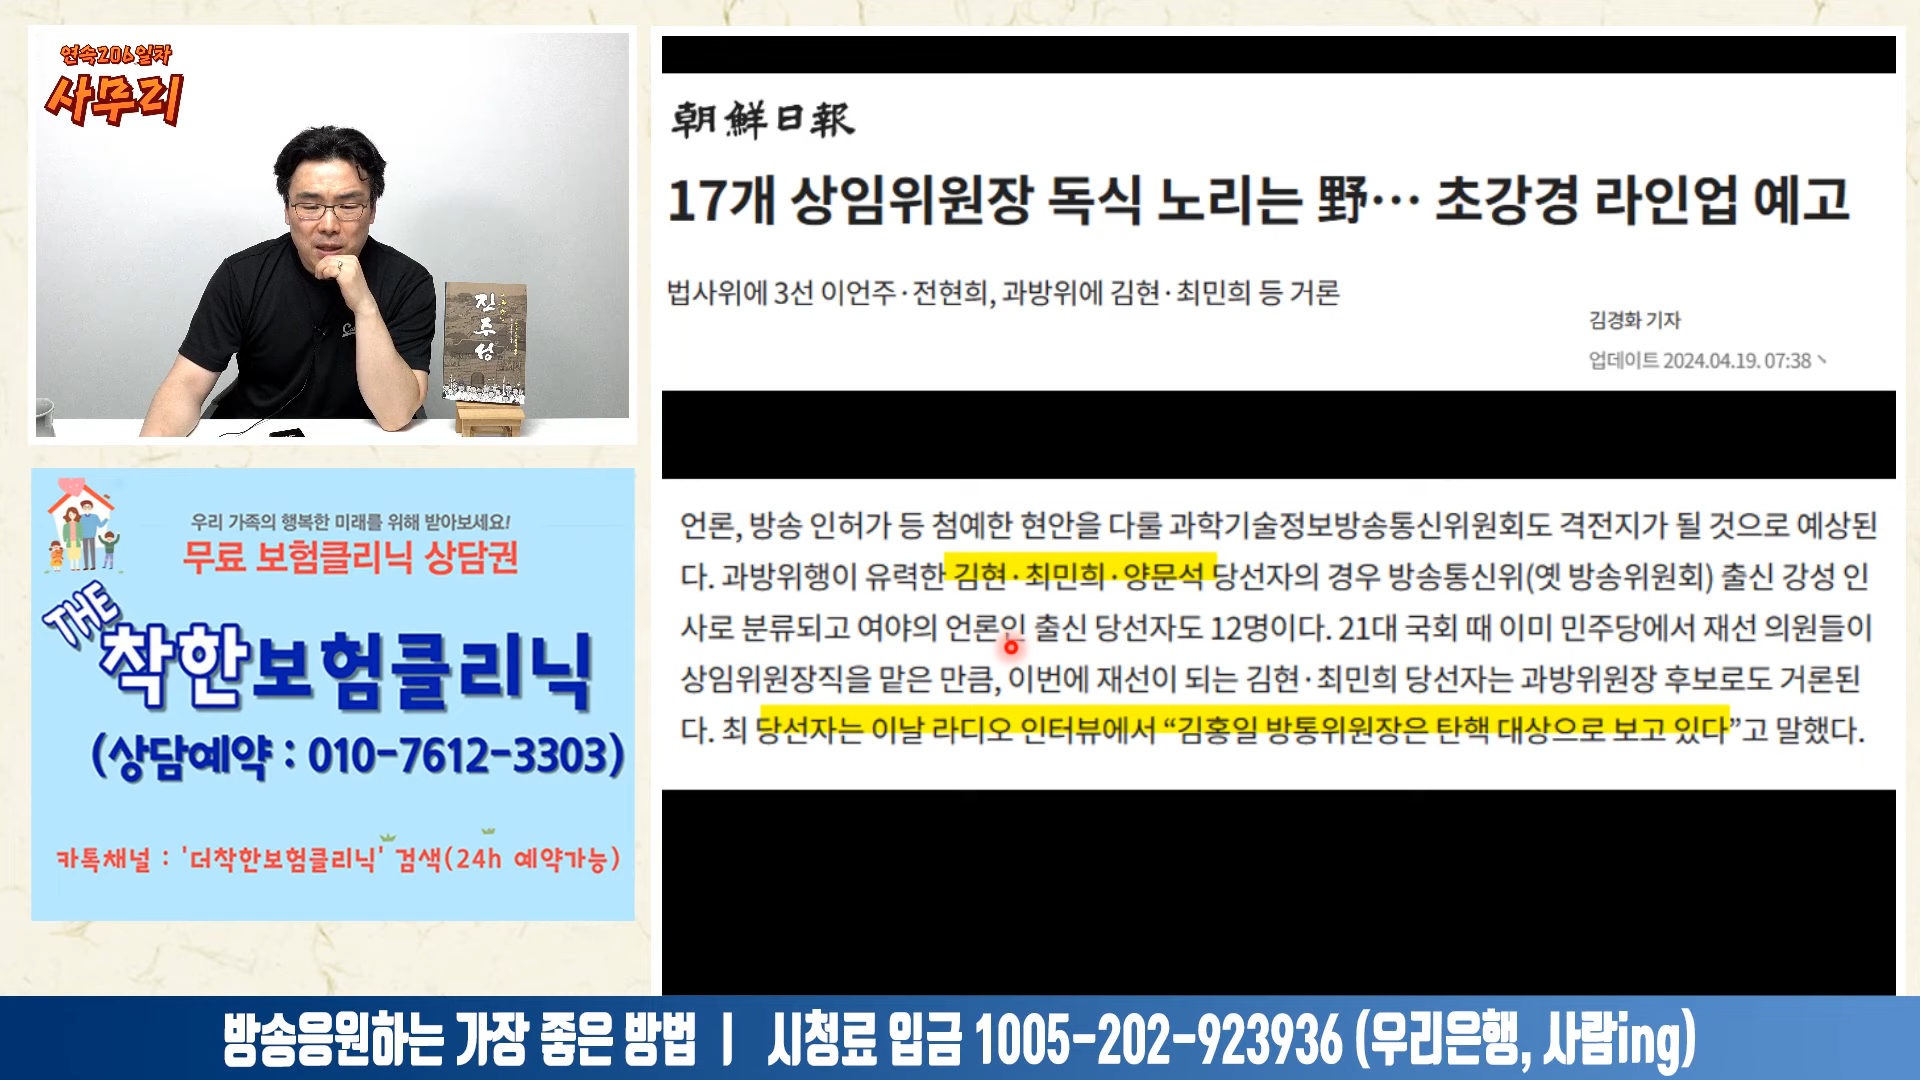 연속206일차
사무리
진주성
朝鮮日報
17개 상임위원장 독식 노리는 野… 초강경 라인업 예고
법사위에 3선 이언주·전현희, 과방위에 김현·최민희 등 거론
김경화 기자
업데이트 2024.04.19. 07:38
언론, 방송 인허가 등 첨예한 현안을 다룰 과학기술정보방송통신위원회도 격전지가 될 것으로 예상된
다. 과방위행이 유력한 김현·최민희·양문석 당선자의 경우 방송통신위(옛 방송위원회) 출신 강성 인
사로 분류되고 여야의 언론인 출신 당선자도 12명이다. 21대 국회 때 이미 민주당에서 재선 의원들이
상임위원장직을 맡은 만큼, 이번에 재선이 되는 김현·최민희 당선자는 과방위원장 후보로도 거론된
다. 최 당선자는 이날 라디오 인터뷰에서 “김홍일 방통위원장은 탄핵 대상으로 보고 있다”고 말했다.
우리 가족의 행복한 미래를 위해 받아보세요!
무료 보험클리닉 상담권
THE 착한보험클리닉
(상담예약 : 010-7612-3303)
카톡채널 : '더착한보험클리닉' 검색(24h 예약가능)
방송응원하는 가장 좋은 방법 ㅣ 시청료 입금 1005-202-923936 (우리은행, 사람ing)